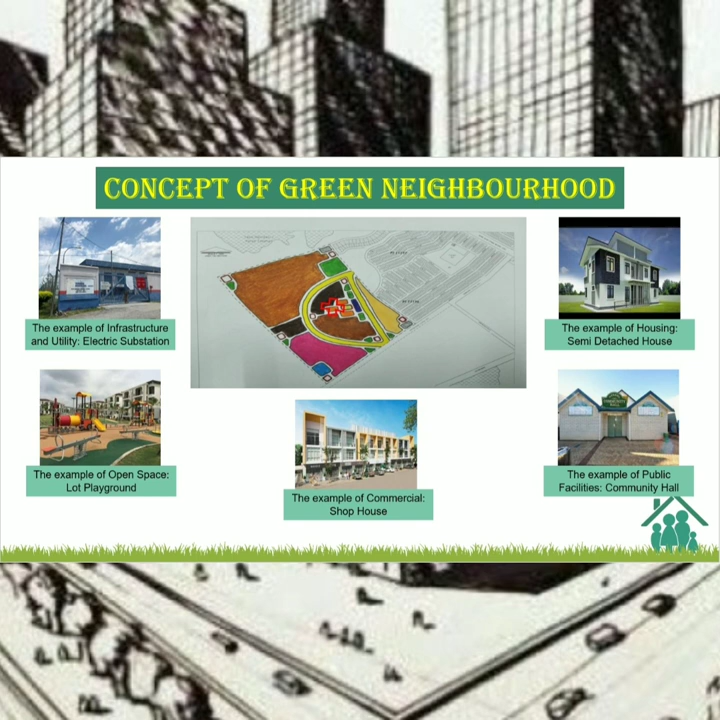 CONCEPT OF GREEN NEIGHBOURHOOD
The example of Infrastructure
and Utility: Electric Substation
The example of Housing:
Semi Detached House
The example of Open Space:
Lot Playground
The example of Commercial:
Shop House
The example of Public
Facilities: Community Hall